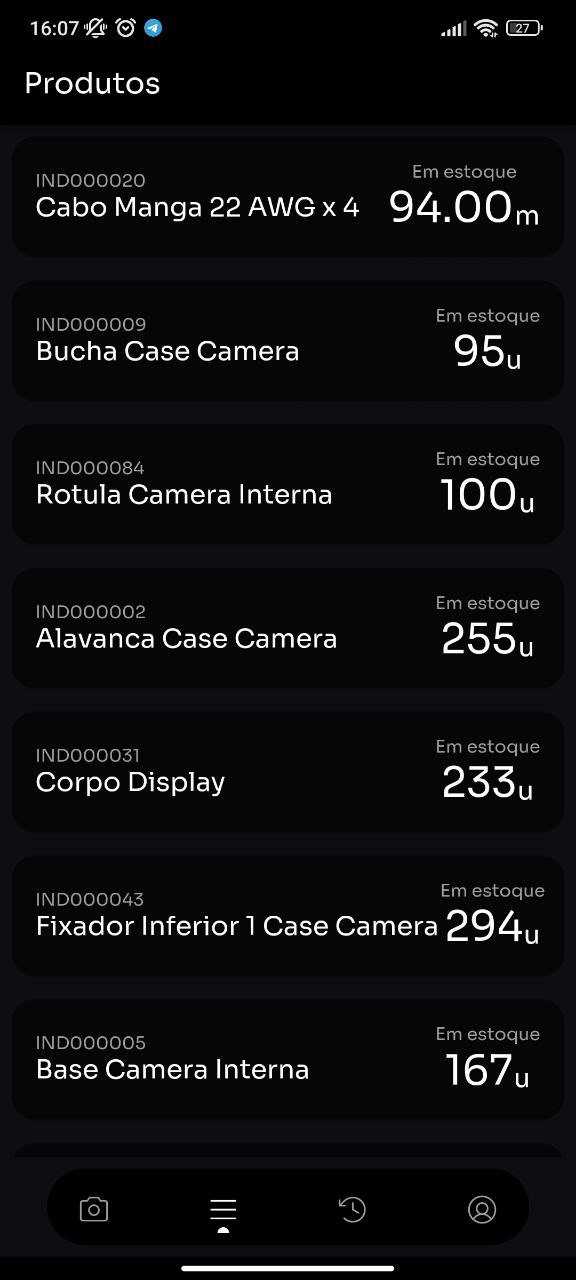 16:07
27
Produtos
IND000020
Cabo Manga 22 AWG x 4
Em estoque
94.00m
IND000009
Bucha Case Camera
Em estoque
95u
IND000084
Rotula Camera Interna
Em estoque
100u
IND000002
Alavanca Case Camera
Em estoque
255u
IND000031
Corpo Display
Em estoque
233u
IND000043
Fixador Inferior 1 Case Camera
Em estoque
294u
IND000005
Base Camera Interna
Em estoque
167u